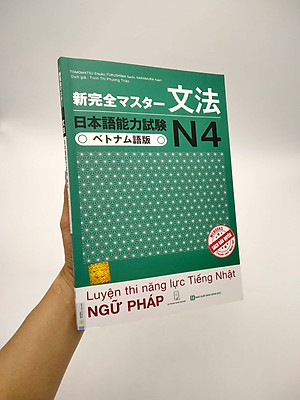 TOMOMATSU Etsuko, FUKUSHIMA Sachi, NAKAMURA Kaori
Dịch giả : Trịnh Thị Phương Thảo
新完全マスター 文法
日本語能力試験 N4
ベトナム語版
Luyện thi năng lực Tiếng Nhật
NGỮ PHÁP